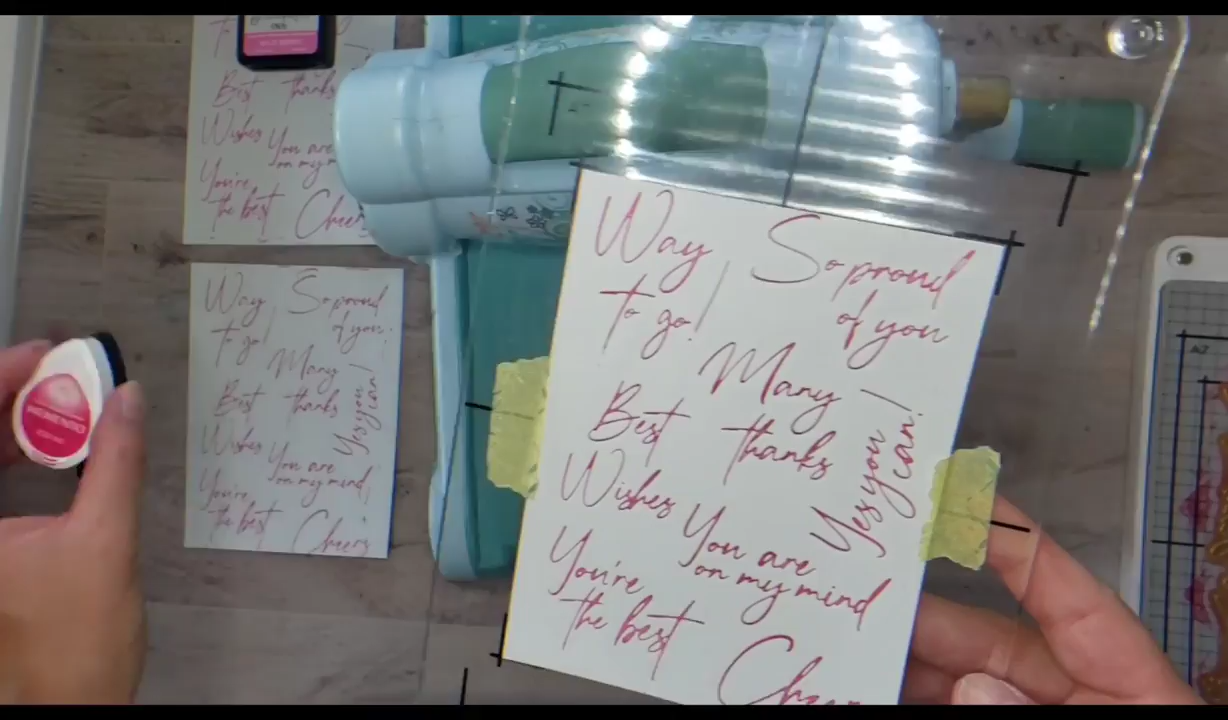 Best thanks
Wishes You are
on my
You're
the best Cheers
Way So proud
to go! of you
Many
Best thanks Yes you can!
Wishes You are
on my mind
You're
the best Cheers
MEMENTO
Way So proud
to go! of you
Many
Best thanks Yes you can!
Wishes You are
on my mind
You're
the best
Cheers
A7